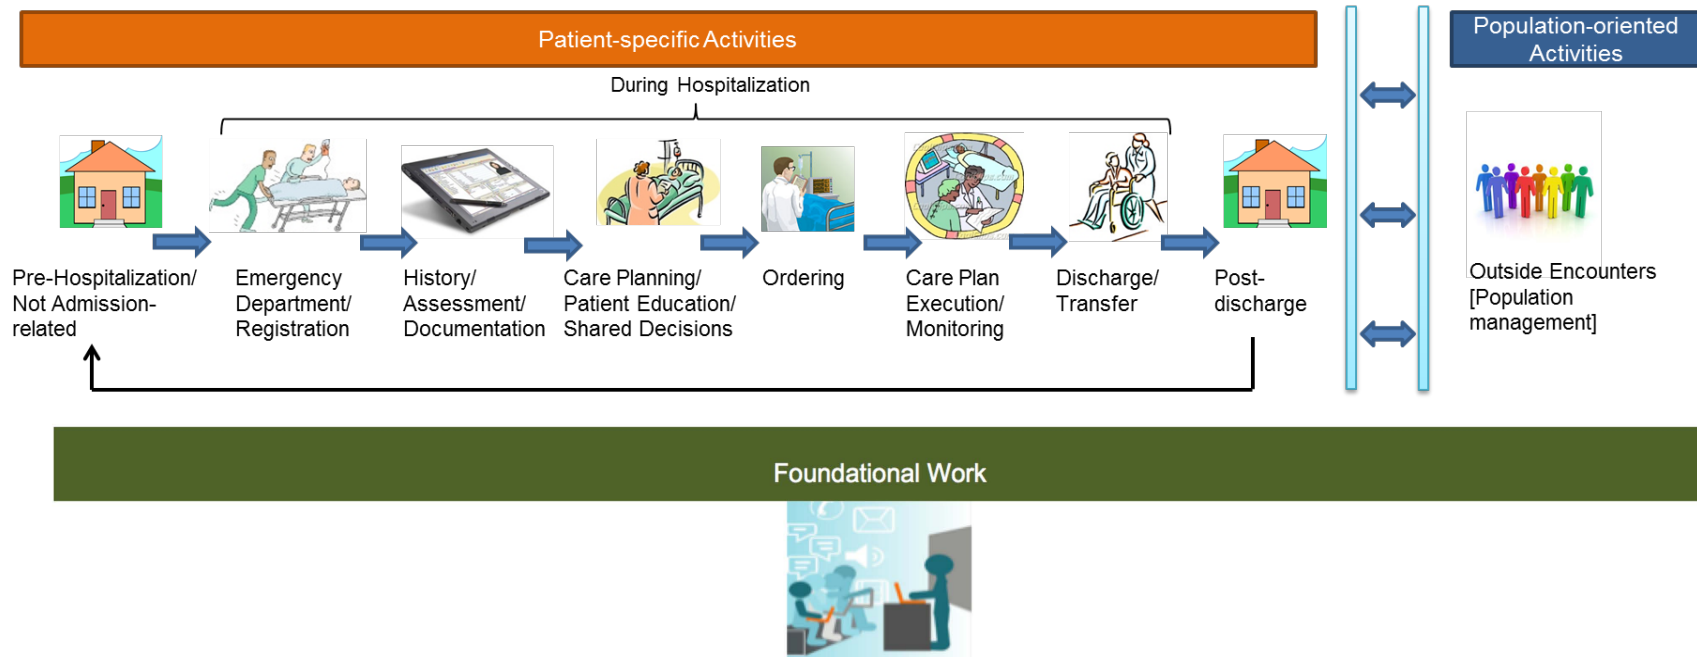 Patient-specific Activities
Population-oriented
Activities
During Hospitalization
Pre-Hospitalization/
Not Admission-
related
Emergency
Department/
Registration
History/
Assessment/
Documentation
Care Planning/
Patient Education/
Shared Decisions
Ordering
Care Plan
Execution/
Monitoring
Discharge/
Transfer
Post-
discharge
Outside Encounters
[Population
management]
Foundational Work